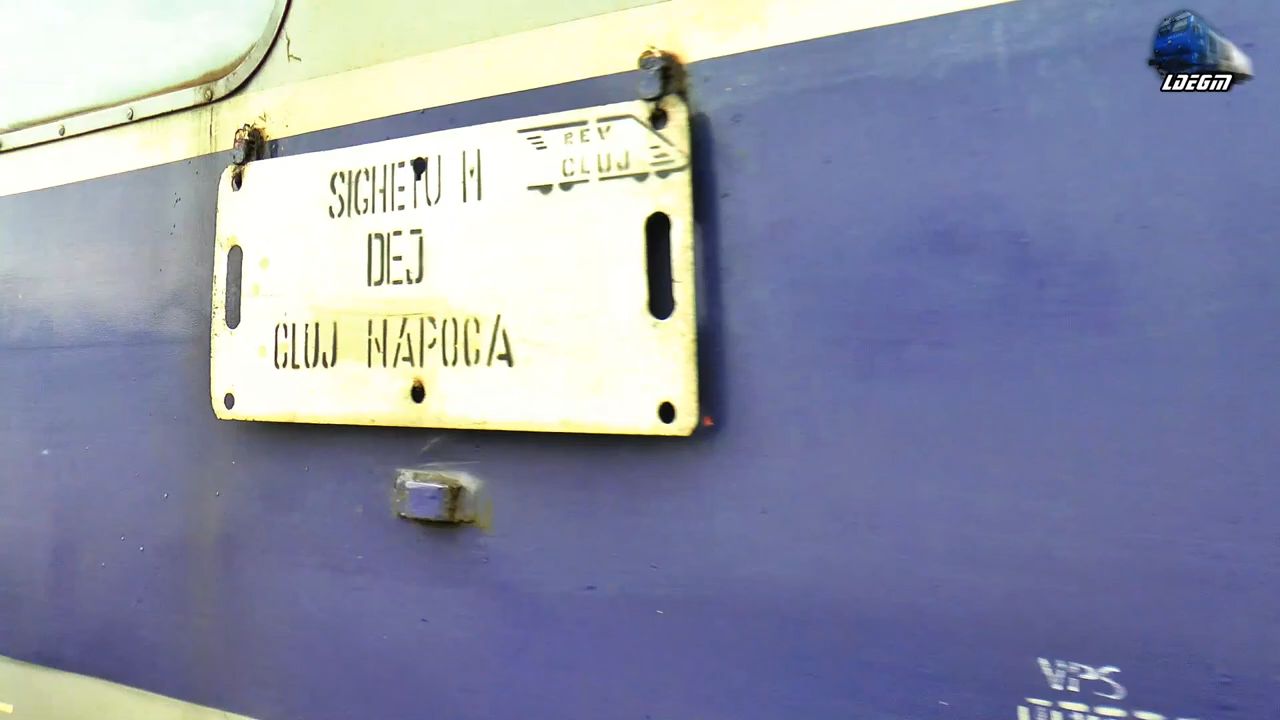 LDEGM
REV
CLUJ
SIGHETU M
DEJ
CLUJ NAPOCA
VPS